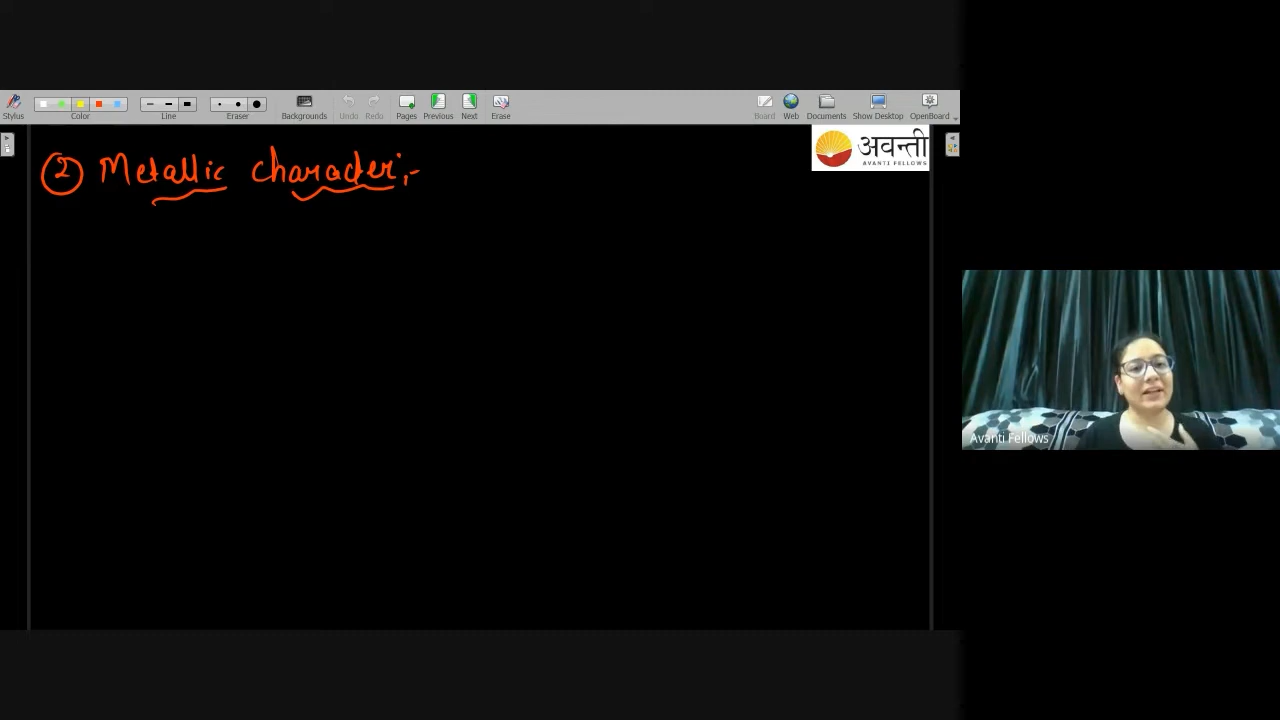 Stylus Color Line Eraser Backgrounds Undo Redo Pages Previous Next Erase Board Web Documents Show Desktop OpenBoard
② Metallic character:-
अवन्ती
AVANTI FELLOWS
Avanti Fellows